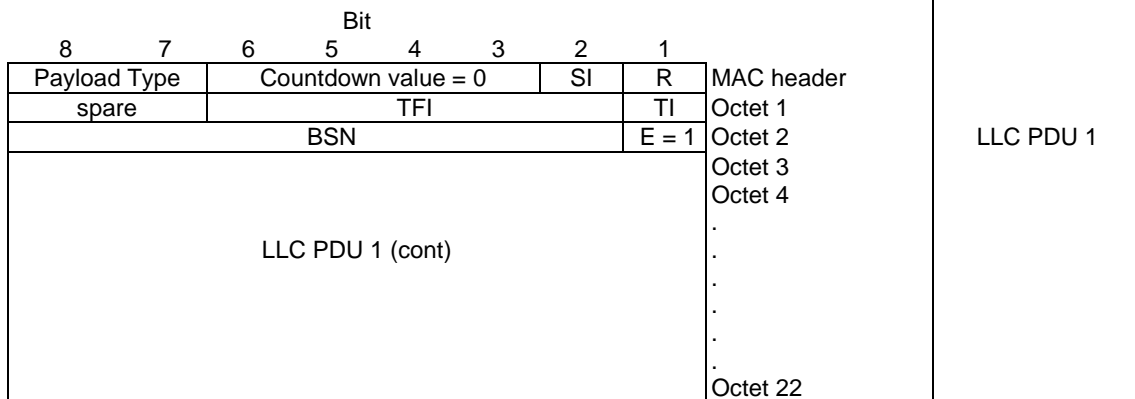 Bit
8 7 6 5 4 3 2 1
Payload Type Countdown value = 0 SI R MAC header
spare TFI TI Octet 1
BSN E = 1 Octet 2 LLC PDU 1
Octet 3
Octet 4
.
LLC PDU 1 (cont) .
.
.
.
.
Octet 22